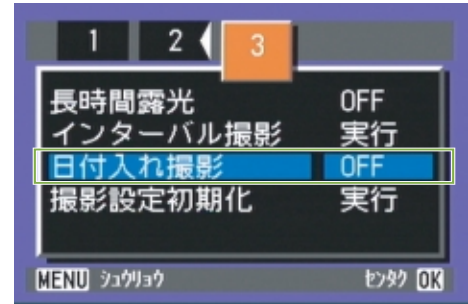 1 2 3
長時間露光 OFF
インターバル撮影 実行
日付入れ撮影 OFF
撮影設定初期化 実行
MENU シュウリョウ センタク OK